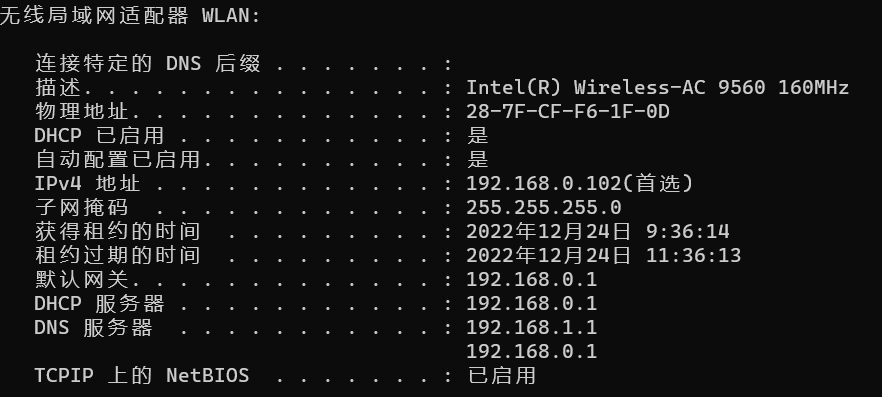 无线局域网适配器 WLAN:
连接特定的 DNS 后缀 . . . . . . . :
描述. . . . . . . . . . . . . . . : Intel(R) Wireless-AC 9560 160MHz
物理地址. . . . . . . . . . . . . : 28-7F-CF-F6-1F-0D
DHCP 已启用 . . . . . . . . . . . : 是
自动配置已启用. . . . . . . . . . : 是
IPv4 地址 . . . . . . . . . . . . : 192.168.0.102(首选)
子网掩码  . . . . . . . . . . . . : 255.255.255.0
获得租约的时间  . . . . . . . . . : 2022年12月24日 9:36:14
租约过期的时间  . . . . . . . . . : 2022年12月24日 11:36:13
默认网关. . . . . . . . . . . . . : 192.168.0.1
DHCP 服务器 . . . . . . . . . . . : 192.168.0.1
DNS 服务器  . . . . . . . . . . . : 192.168.1.1
192.168.0.1
TCPIP 上的 NetBIOS  . . . . . . . : 已启用